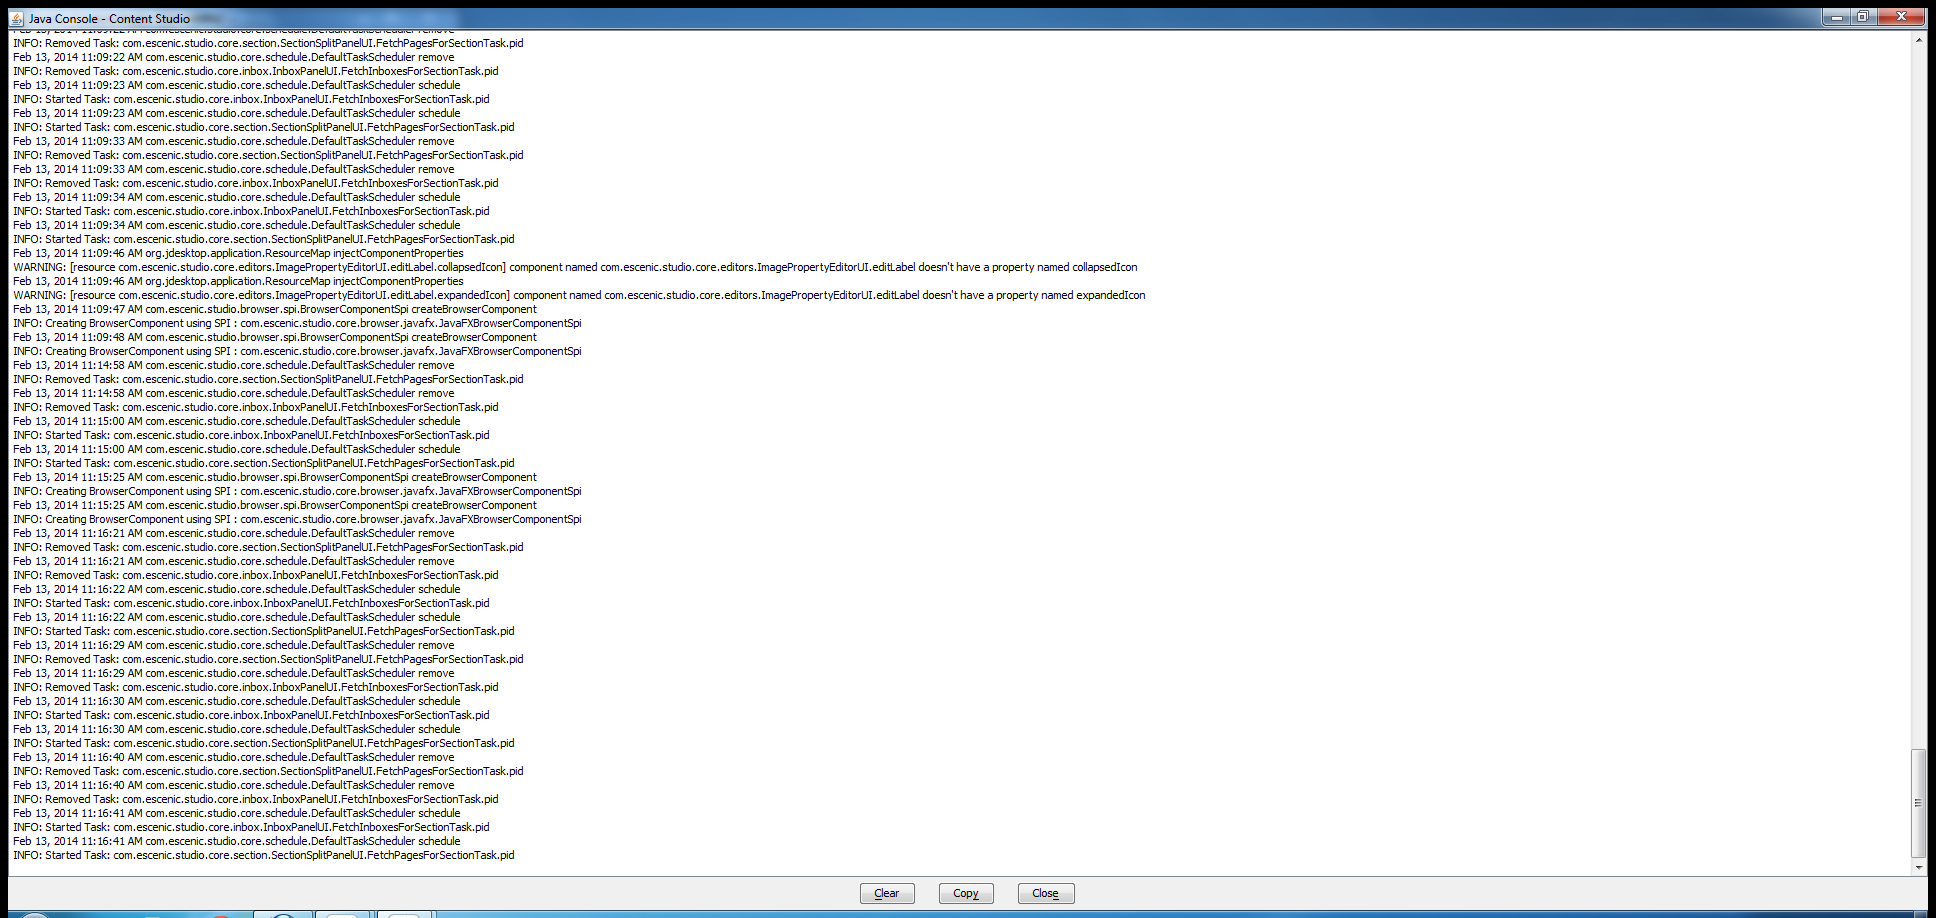 Java Console - Content Studio
Feb 13, 2014 11:09:22 AM com.escenic.studio.core.schedule.DefaultTaskScheduler remove
INFO: Removed Task: com.escenic.studio.core.section.SectionSplitPanelUI.FetchPagesForSectionTask.pid
Feb 13, 2014 11:09:22 AM com.escenic.studio.core.schedule.DefaultTaskScheduler remove
INFO: Removed Task: com.escenic.studio.core.inbox.InboxPanelUI.FetchInboxesForSectionTask.pid
Feb 13, 2014 11:09:23 AM com.escenic.studio.core.schedule.DefaultTaskScheduler schedule
INFO: Started Task: com.escenic.studio.core.inbox.InboxPanelUI.FetchInboxesForSectionTask.pid
Feb 13, 2014 11:09:23 AM com.escenic.studio.core.schedule.DefaultTaskScheduler schedule
INFO: Started Task: com.escenic.studio.core.section.SectionSplitPanelUI.FetchPagesForSectionTask.pid
Feb 13, 2014 11:09:33 AM com.escenic.studio.core.schedule.DefaultTaskScheduler remove
INFO: Removed Task: com.escenic.studio.core.section.SectionSplitPanelUI.FetchPagesForSectionTask.pid
Feb 13, 2014 11:09:33 AM com.escenic.studio.core.schedule.DefaultTaskScheduler remove
INFO: Removed Task: com.escenic.studio.core.inbox.InboxPanelUI.FetchInboxesForSectionTask.pid
Feb 13, 2014 11:09:34 AM com.escenic.studio.core.schedule.DefaultTaskScheduler schedule
INFO: Started Task: com.escenic.studio.core.inbox.InboxPanelUI.FetchInboxesForSectionTask.pid
Feb 13, 2014 11:09:34 AM com.escenic.studio.core.schedule.DefaultTaskScheduler schedule
INFO: Started Task: com.escenic.studio.core.section.SectionSplitPanelUI.FetchPagesForSectionTask.pid
Feb 13, 2014 11:09:46 AM org.jdesktop.application.ResourceMap injectComponentProperties
WARNING: [resource com.escenic.studio.core.editors.ImagePropertyEditorUI.editLabel.collapsedIcon] component named com.escenic.studio.core.editors.ImagePropertyEditorUI.editLabel doesn't have a property named collapsedIcon
Feb 13, 2014 11:09:46 AM org.jdesktop.application.ResourceMap injectComponentProperties
WARNING: [resource com.escenic.studio.core.editors.ImagePropertyEditorUI.editLabel.expandedIcon] component named com.escenic.studio.core.editors.ImagePropertyEditorUI.editLabel doesn't have a property named expandedIcon
Feb 13, 2014 11:09:47 AM com.escenic.studio.browser.spi.BrowserComponentSpi createBrowserComponent
INFO: Creating BrowserComponent using SPI : com.escenic.studio.core.browser.javafx.JavaFXBrowserComponentSpi
Feb 13, 2014 11:09:48 AM com.escenic.studio.browser.spi.BrowserComponentSpi createBrowserComponent
INFO: Creating BrowserComponent using SPI : com.escenic.studio.core.browser.javafx.JavaFXBrowserComponentSpi
Feb 13, 2014 11:14:58 AM com.escenic.studio.core.schedule.DefaultTaskScheduler remove
INFO: Removed Task: com.escenic.studio.core.section.SectionSplitPanelUI.FetchPagesForSectionTask.pid
Feb 13, 2014 11:14:58 AM com.escenic.studio.core.schedule.DefaultTaskScheduler remove
INFO: Removed Task: com.escenic.studio.core.inbox.InboxPanelUI.FetchInboxesForSectionTask.pid
Feb 13, 2014 11:15:00 AM com.escenic.studio.core.schedule.DefaultTaskScheduler schedule
INFO: Started Task: com.escenic.studio.core.inbox.InboxPanelUI.FetchInboxesForSectionTask.pid
Feb 13, 2014 11:15:00 AM com.escenic.studio.core.schedule.DefaultTaskScheduler schedule
INFO: Started Task: com.escenic.studio.core.section.SectionSplitPanelUI.FetchPagesForSectionTask.pid
Feb 13, 2014 11:15:25 AM com.escenic.studio.browser.spi.BrowserComponentSpi createBrowserComponent
INFO: Creating BrowserComponent using SPI : com.escenic.studio.core.browser.javafx.JavaFXBrowserComponentSpi
Feb 13, 2014 11:15:25 AM com.escenic.studio.browser.spi.BrowserComponentSpi createBrowserComponent
INFO: Creating BrowserComponent using SPI : com.escenic.studio.core.browser.javafx.JavaFXBrowserComponentSpi
Feb 13, 2014 11:16:21 AM com.escenic.studio.core.schedule.DefaultTaskScheduler remove
INFO: Removed Task: com.escenic.studio.core.section.SectionSplitPanelUI.FetchPagesForSectionTask.pid
Feb 13, 2014 11:16:21 AM com.escenic.studio.core.schedule.DefaultTaskScheduler remove
INFO: Removed Task: com.escenic.studio.core.inbox.InboxPanelUI.FetchInboxesForSectionTask.pid
Feb 13, 2014 11:16:22 AM com.escenic.studio.core.schedule.DefaultTaskScheduler schedule
INFO: Started Task: com.escenic.studio.core.inbox.InboxPanelUI.FetchInboxesForSectionTask.pid
Feb 13, 2014 11:16:22 AM com.escenic.studio.core.schedule.DefaultTaskScheduler schedule
INFO: Started Task: com.escenic.studio.core.section.SectionSplitPanelUI.FetchPagesForSectionTask.pid
Feb 13, 2014 11:16:29 AM com.escenic.studio.core.schedule.DefaultTaskScheduler remove
INFO: Removed Task: com.escenic.studio.core.section.SectionSplitPanelUI.FetchPagesForSectionTask.pid
Feb 13, 2014 11:16:29 AM com.escenic.studio.core.schedule.DefaultTaskScheduler remove
INFO: Removed Task: com.escenic.studio.core.inbox.InboxPanelUI.FetchInboxesForSectionTask.pid
Feb 13, 2014 11:16:30 AM com.escenic.studio.core.schedule.DefaultTaskScheduler schedule
INFO: Started Task: com.escenic.studio.core.inbox.InboxPanelUI.FetchInboxesForSectionTask.pid
Feb 13, 2014 11:16:30 AM com.escenic.studio.core.schedule.DefaultTaskScheduler schedule
INFO: Started Task: com.escenic.studio.core.section.SectionSplitPanelUI.FetchPagesForSectionTask.pid
Feb 13, 2014 11:16:40 AM com.escenic.studio.core.schedule.DefaultTaskScheduler remove
INFO: Removed Task: com.escenic.studio.core.section.SectionSplitPanelUI.FetchPagesForSectionTask.pid
Feb 13, 2014 11:16:40 AM com.escenic.studio.core.schedule.DefaultTaskScheduler remove
INFO: Removed Task: com.escenic.studio.core.inbox.InboxPanelUI.FetchInboxesForSectionTask.pid
Feb 13, 2014 11:16:41 AM com.escenic.studio.core.schedule.DefaultTaskScheduler schedule
INFO: Started Task: com.escenic.studio.core.inbox.InboxPanelUI.FetchInboxesForSectionTask.pid
Feb 13, 2014 11:16:41 AM com.escenic.studio.core.schedule.DefaultTaskScheduler schedule
INFO: Started Task: com.escenic.studio.core.section.SectionSplitPanelUI.FetchPagesForSectionTask.pid
Clear Copy Close